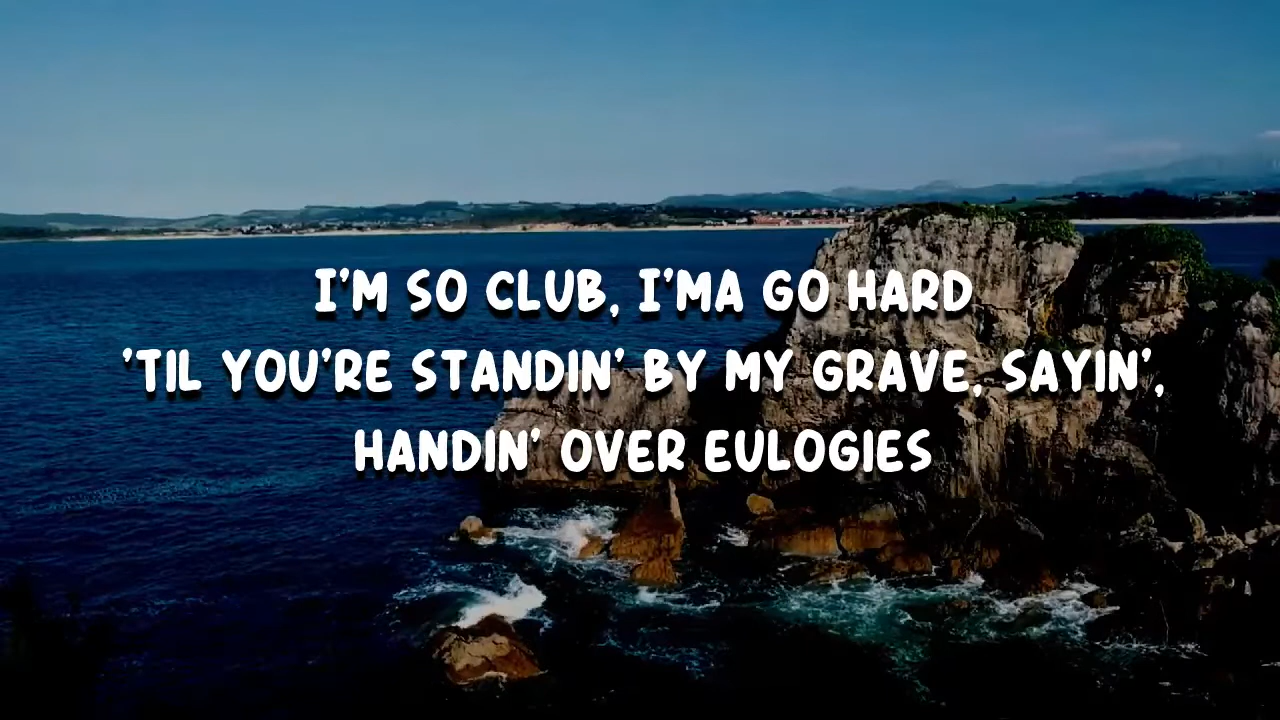 I'M SO CLUB, I'MA GO HARD
'TIL YOU'RE STANDIN' BY MY GRAVE, SAYIN',
HANDIN' OVER EULOGIES